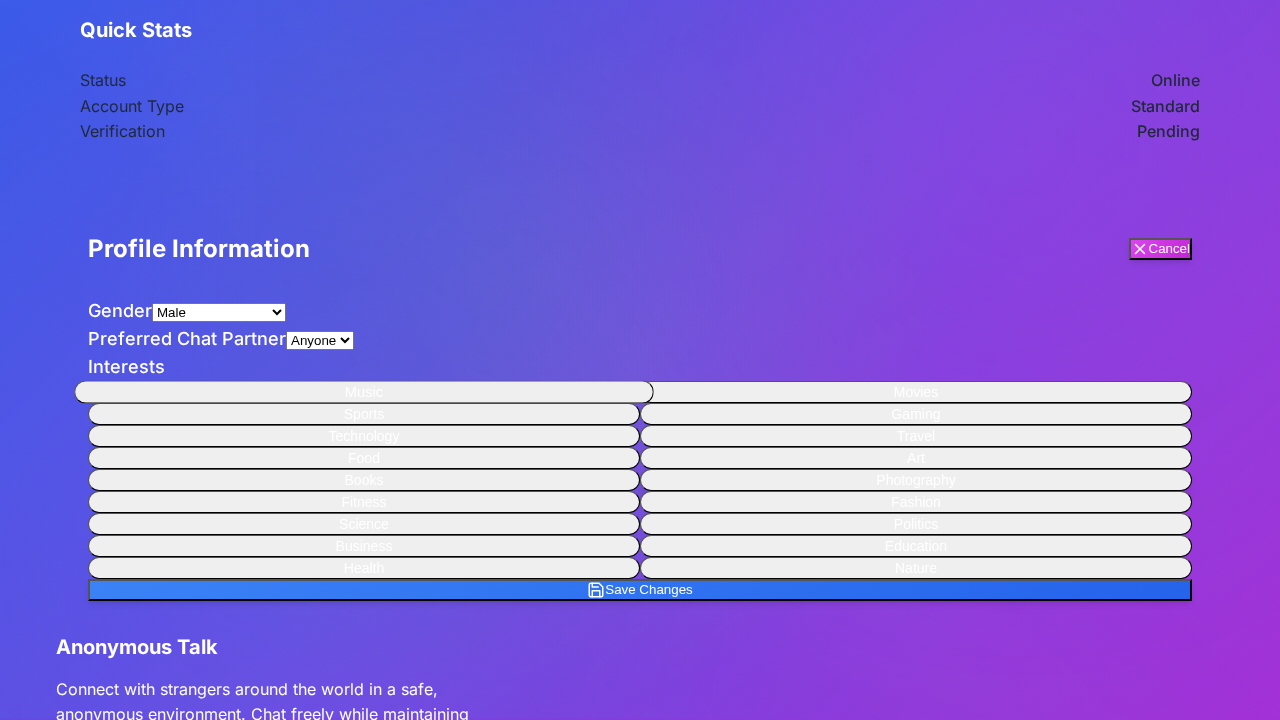 Quick Stats
Status Online
Account Type Standard
Verification Pending
Profile Information Cancel
Gender Male
Preferred Chat Partner Anyone
Interests
Music Movies
Sports Gaming
Technology Travel
Food Art
Books Photography
Fitness Fashion
Science Politics
Business Education
Health Nature
Save Changes
Anonymous Talk
Connect with strangers around the world in a safe,
anonymous environment. Chat freely while maintaining